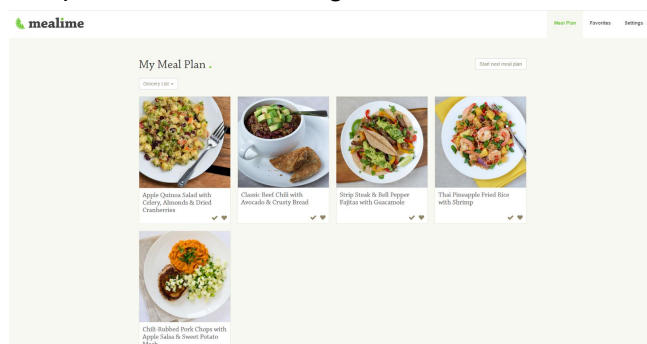 mealime
Meal Plan Favorites Settings
My Meal Plan .
Start next meal plan
Grocery List
Apple Quinoa Salad with
Celery, Almonds & Dried
Cranberries
Classic Beef Chili with
Avocado & Crusty Bread
Strip Steak & Bell Pepper
Fajitas with Guacamole
Thai Pineapple Fried Rice
with Shrimp
Chili-Rubbed Pork Chops with
Apple Salsa & Sweet Potato